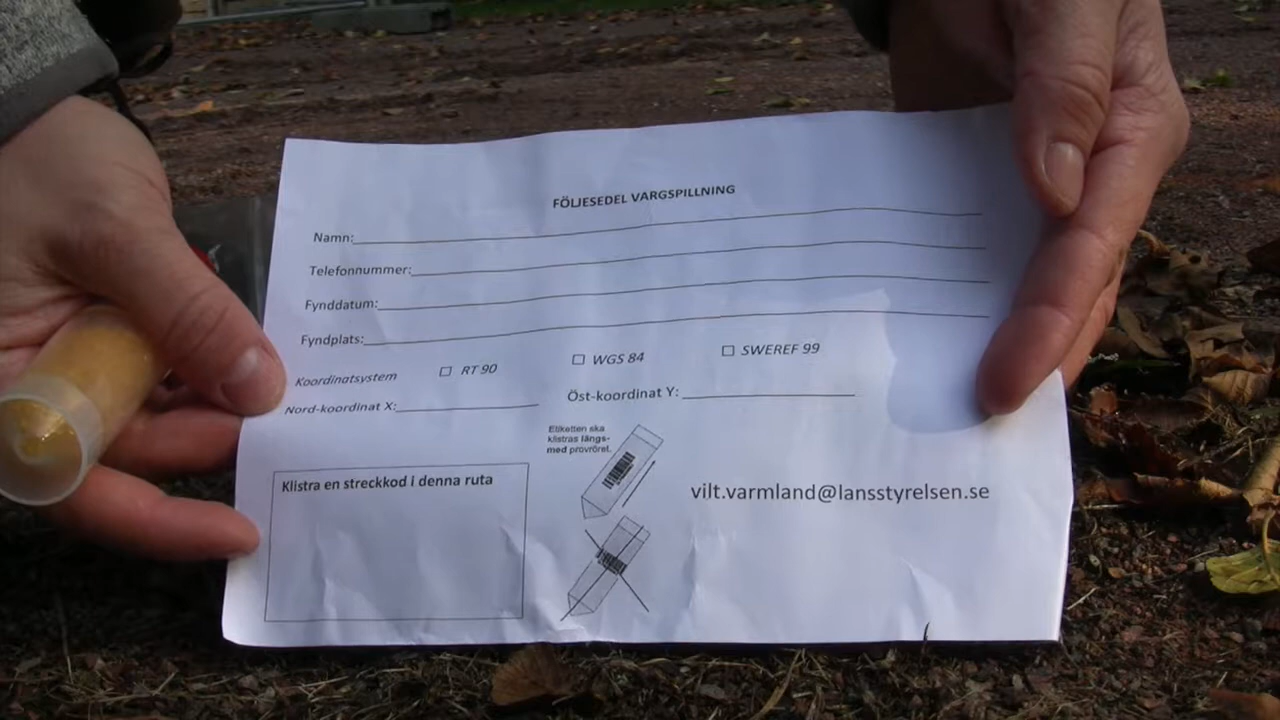 FÖLJESEDEL VARGSPILLNING
Namn:
Telefonnummer:
Fynddatum:
Fyndplats:
Koordinatsystem ☐ RT 90 ☐ WGS 84 ☐ SWEREF 99
Nord-koordinat X: Öst-koordinat Y:
Etiketten ska
klistras längs-
med provröret.
Klistra en streckkod i denna ruta
vilt.varmland@lansstyrelsen.se